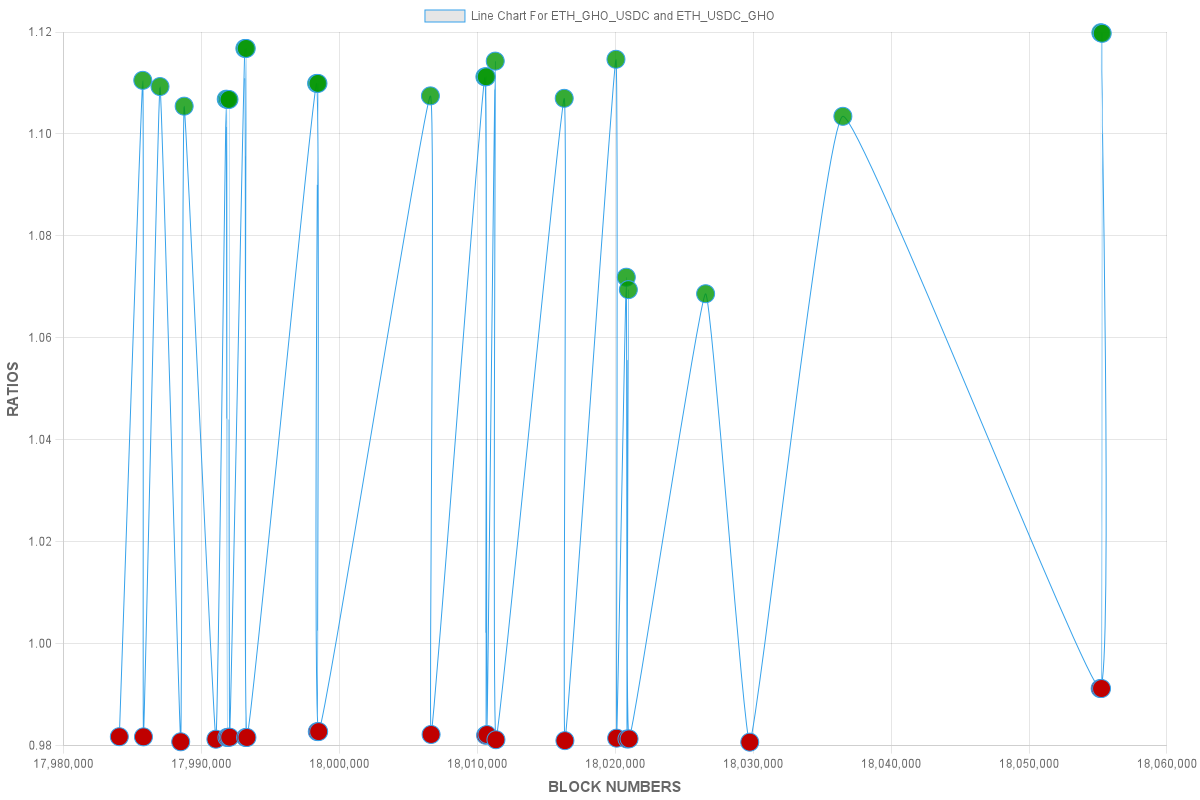 Line Chart For ETH_GHO_USDC and ETH_USDC_GHO
1.12
1.10
1.08
1.06
1.04
1.02
1.00
0.98
RATIOS
17,980,000 17,990,000 18,000,000 18,010,000 18,020,000 18,030,000 18,040,000 18,050,000 18,060,000
BLOCK NUMBERS